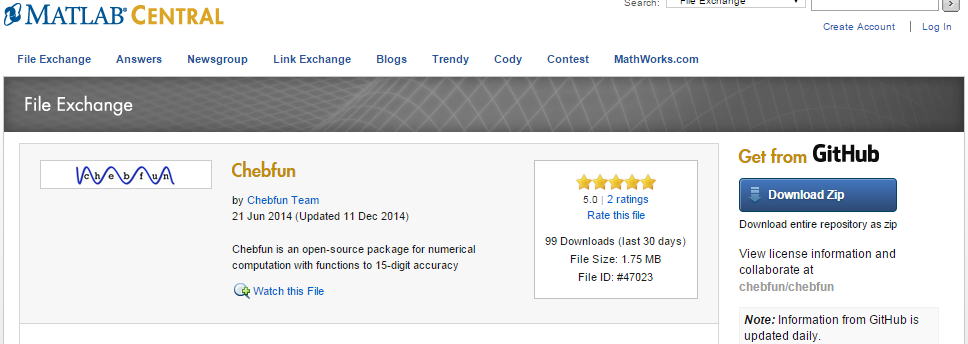 MATLAB CENTRAL
Search: File Exchange
Create Account | Log In
File Exchange Answers Newsgroup Link Exchange Blogs Trendy Cody Contest MathWorks.com
File Exchange
chebfun
Chebfun
by Chebfun Team
21 Jun 2014 (Updated 11 Dec 2014)
Chebfun is an open-source package for numerical
computation with functions to 15-digit accuracy
Watch this File
5.0 | 2 ratings
Rate this file
99 Downloads (last 30 days)
File Size: 1.75 MB
File ID: #47023
Get from GitHub
Download Zip
Download entire repository as zip
View license information and
collaborate at
chebfun/chebfun
Note: Information from GitHub is
updated daily.